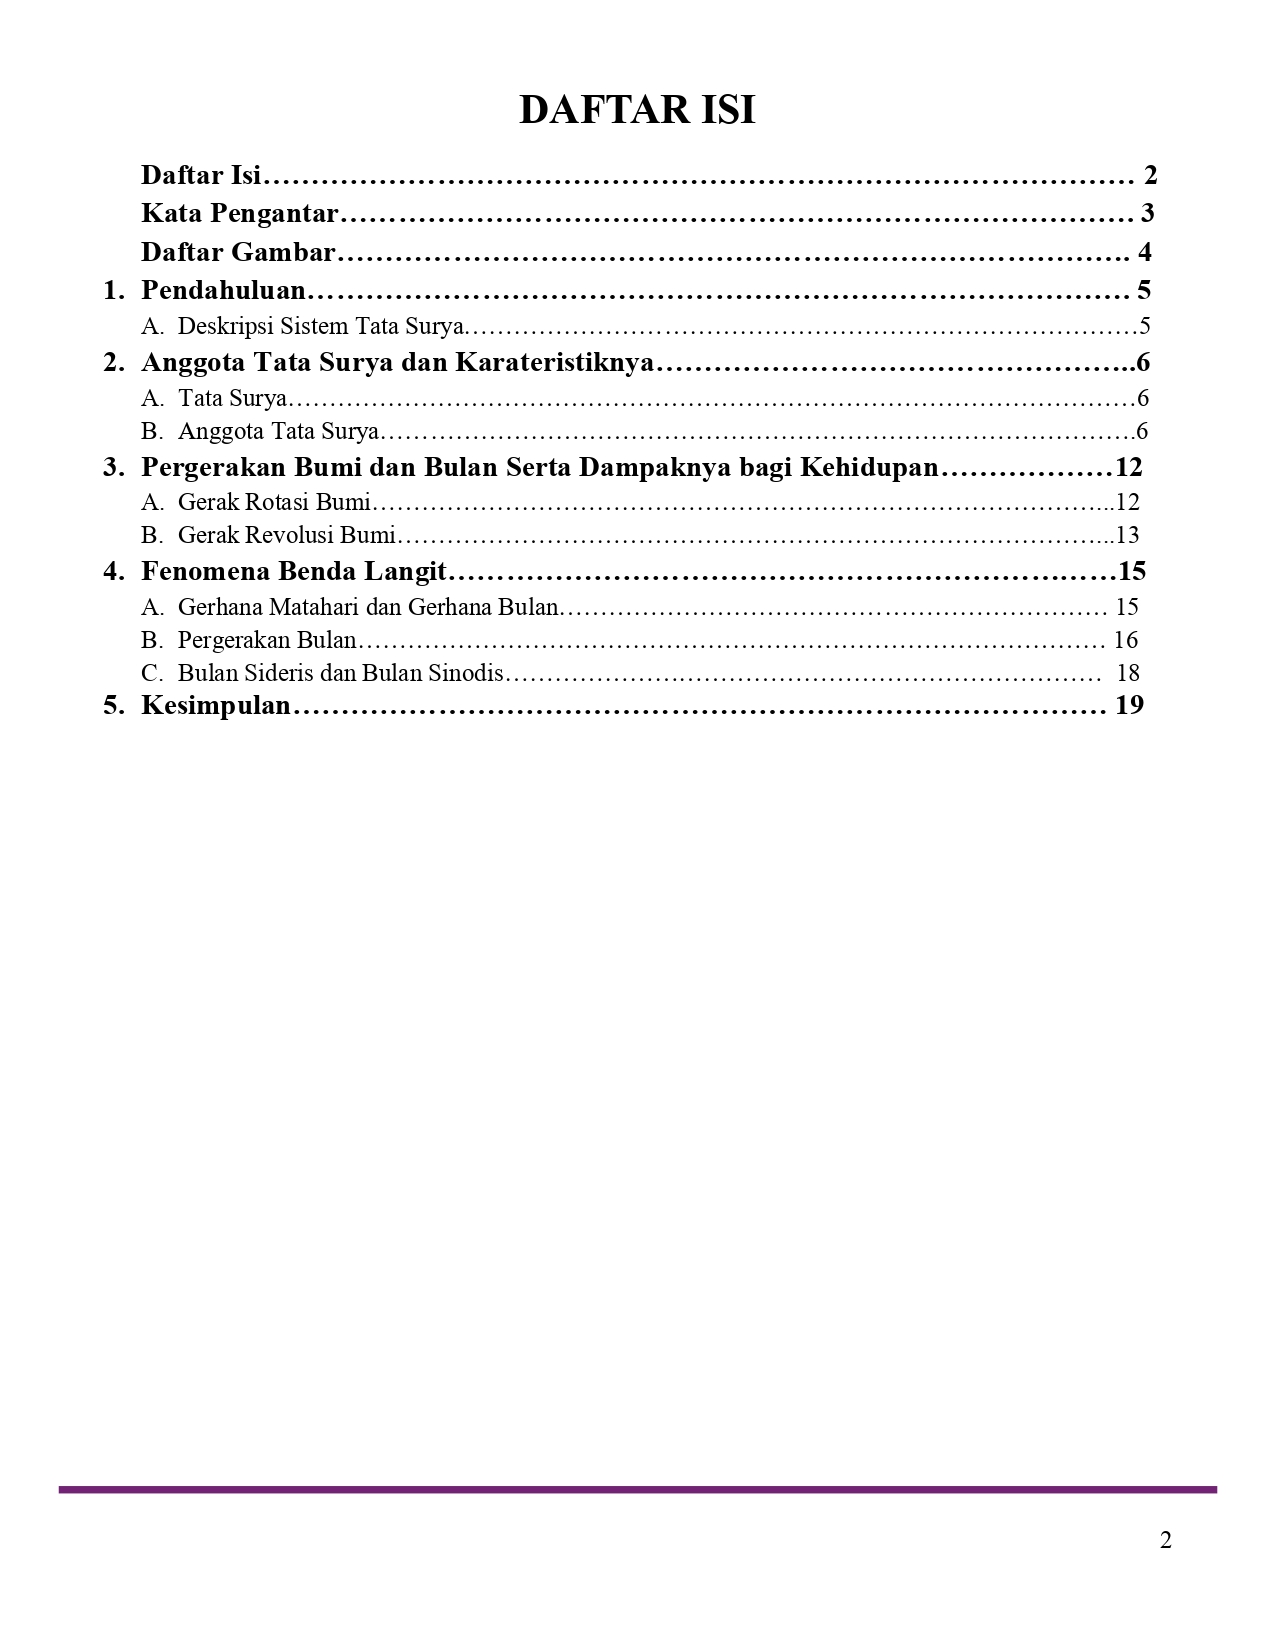 DAFTAR ISI
Daftar Isi……………………………………………………………………………… 2
Kata Pengantar……………………………………………………………………… 3
Daftar Gambar…………………………………………………………………….. 4
1. Pendahuluan………………………………………………………………………… 5
A. Deskripsi Sistem Tata Surya………………………………………………………………………5
2. Anggota Tata Surya dan Karateristiknya…………………………………………..6
A. Tata Surya…………………………………………………………………………………………6
B. Anggota Tata Surya……………………………………………………………………………….6
3. Pergerakan Bumi dan Bulan Serta Dampaknya bagi Kehidupan………………12
A. Gerak Rotasi Bumi……………………………………………………………………………...12
B. Gerak Revolusi Bumi…………………………………………………………………………...13
4. Fenomena Benda Langit……………………………………………………….……15
A. Gerhana Matahari dan Gerhana Bulan………………………………………………………… 15
B. Pergerakan Bulan……………………………………………………………………………… 16
C. Bulan Sideris dan Bulan Sinodis……………………………………………………………… 18
5. Kesimpulan………………………………………………………………………… 19
2